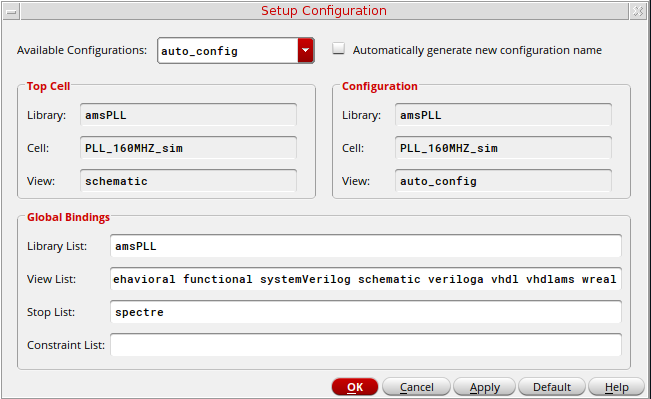 Setup Configuration
Available Configurations: auto_config Automatically generate new configuration name
Top Cell
Library: amsPLL
Cell: PLL_160MHZ_sim
View: schematic
Configuration
Library: amsPLL
Cell: PLL_160MHZ_sim
View: auto_config
Global Bindings
Library List: amsPLL
View List: ehavioral functional systemVerilog schematic veriloga vhdl vhdlams wreal
Stop List: spectre
Constraint List:
OK Cancel Apply Default Help